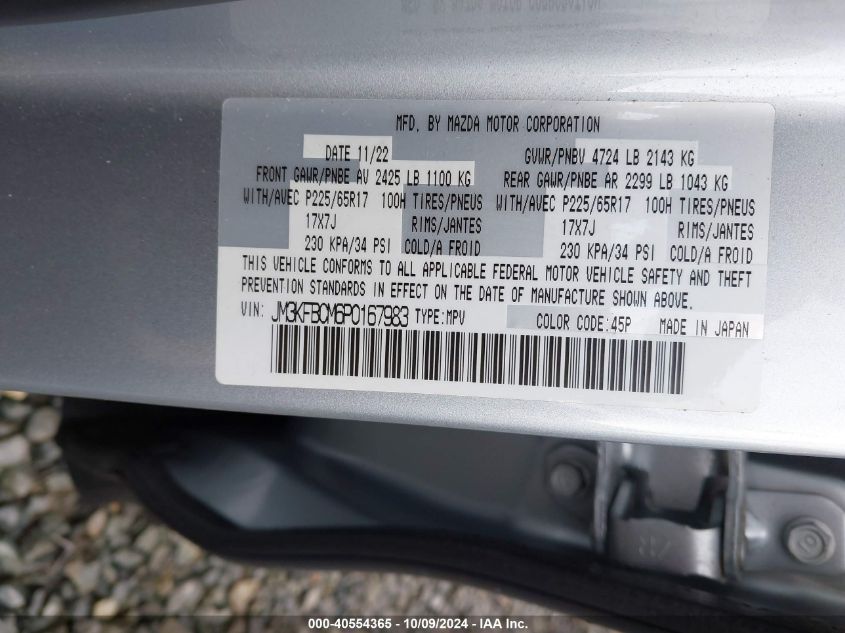 MFD. BY MAZDA MOTOR CORPORATION
DATE 11/22 GVWR/PNBV 4724 LB 2143 KG
FRONT GAWR/PNBE AV 2425 LB 1100 KG REAR GAWR/PNBE AR 2299 LB 1043 KG
WITH/AVEC P225/65R17 100H TIRES/PNEUS WITH/AVEC P225/65R17 100H TIRES/PNEUS
17X7J RIMS/JANTES 17X7J RIMS/JANTES
230 KPA/34 PSI COLD/A FROID 230 KPA/34 PSI COLD/A FROID
THIS VEHICLE CONFORMS TO ALL APPLICABLE FEDERAL MOTOR VEHICLE SAFETY AND THEFT
PREVENTION STANDARDS IN EFFECT ON THE DATE OF MANUFACTURE SHOWN ABOVE.
VIN: JM3KFBCM6P0167983 TYPE:MPV COLOR CODE:45P MADE IN JAPAN
000-40554365 - 10/09/2024 - IAA Inc.